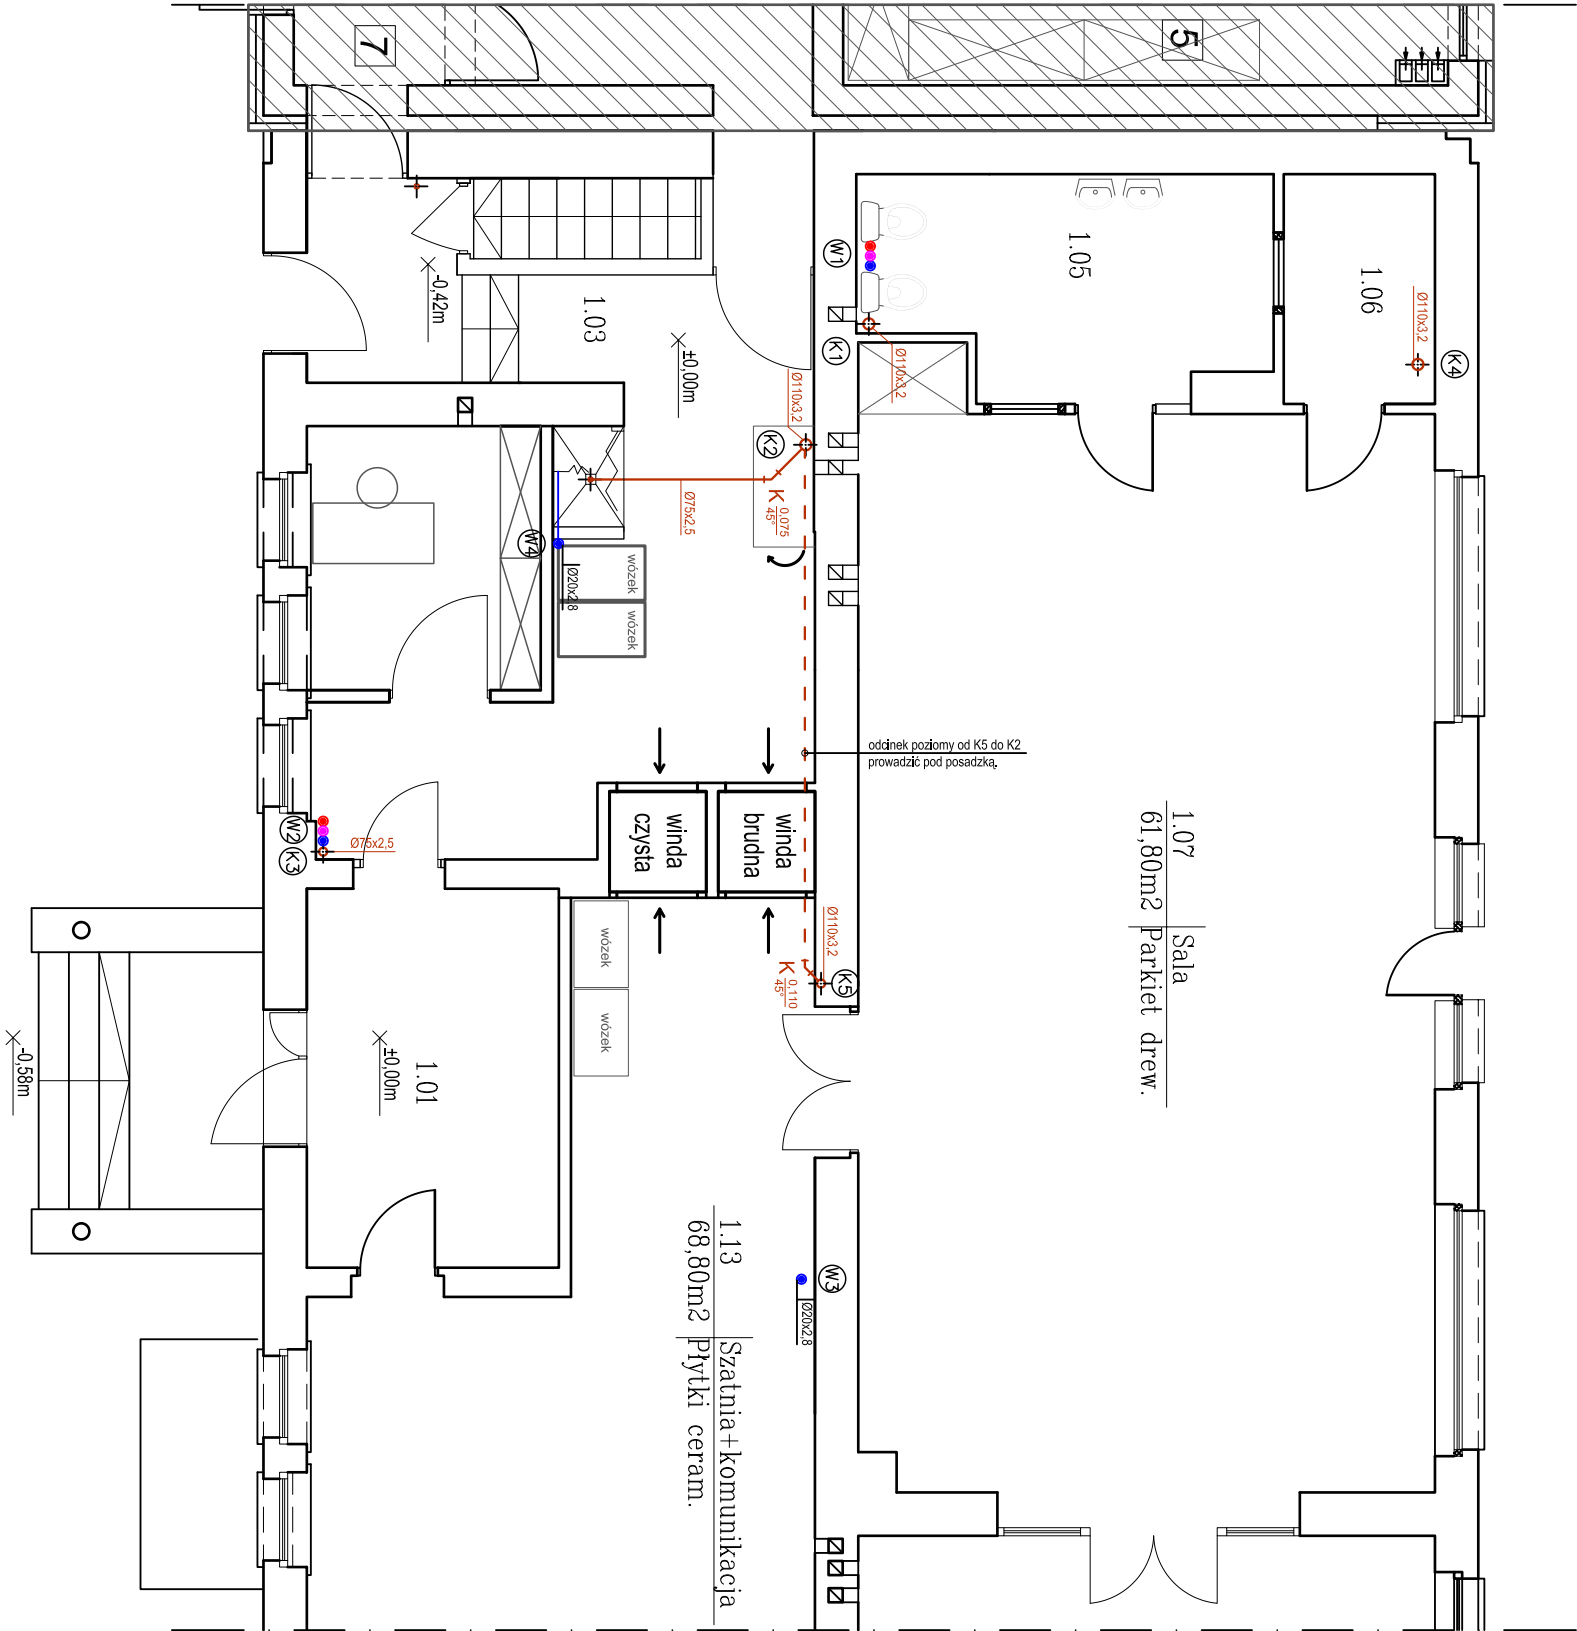 7
5
1.05
1.06
Ø110x3,2
K4
W1
K1
Ø110x3,2
1.03
-0,42m
±0,00m
Ø110x3,2
K2
K 0,075
45°
Ø75x2,5
W4
Ø20x2,8
wózek
wózek
odcinek poziomy od K5 do K2
prowadzić pod posadzką.
winda
czysta
winda
brudna
W2
K3
Ø75x2,5
1.07 Sala
61,80m2 Parkiet drew.
wózek
wózek
Ø110x3,2
K5
K 0,110
45°
1.01
±0,00m
-0,58m
W3
Ø20x2,8
1.13 Szatnia+komunikacja
68,80m2 Płytki ceram.